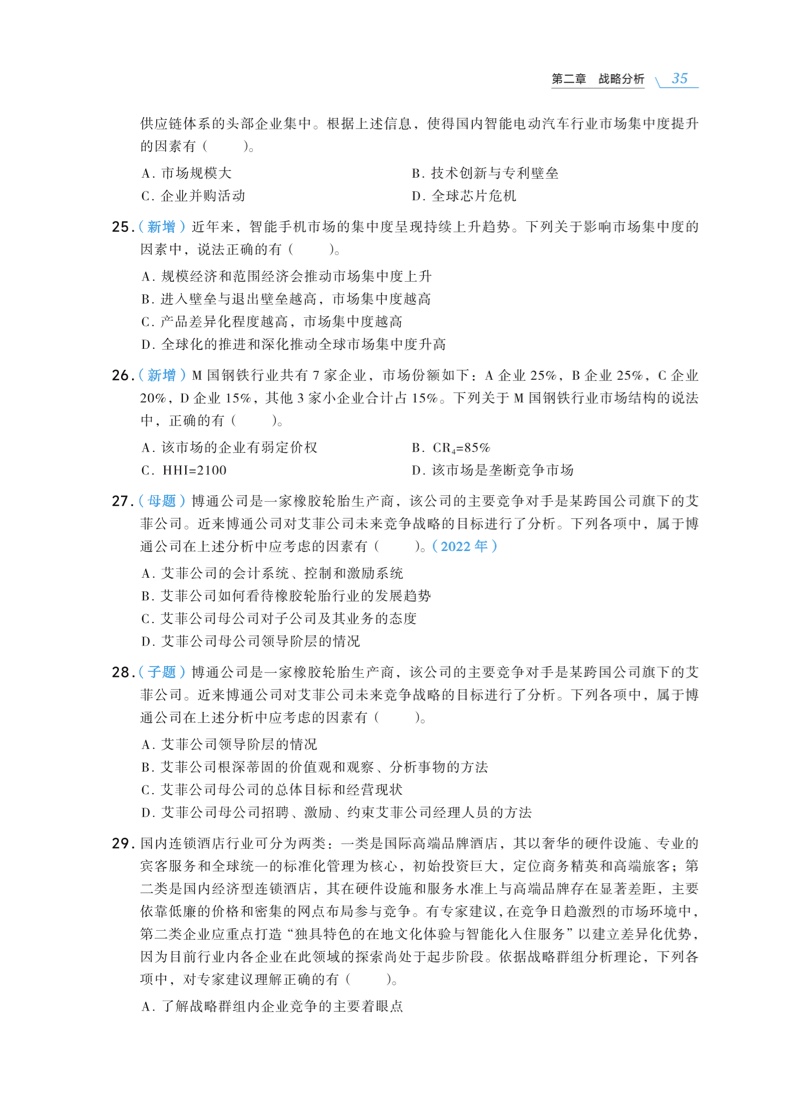 第二章　战略分析　35
供应链体系的头部企业集中。根据上述信息，使得国内智能电动汽车行业市场集中度提升
的因素有（　　）。
A. 市场规模大　B. 技术创新与专利壁垒
C. 企业并购活动　D. 全球芯片危机
25.（新增）近年来，智能手机市场的集中度呈现持续上升趋势。下列关于影响市场集中度的
因素中，说法正确的有（　　）。
A. 规模经济和范围经济会推动市场集中度上升
B. 进入壁垒与退出壁垒越高，市场集中度越高
C. 产品差异化程度越高，市场集中度越高
D. 全球化的推进和深化推动全球市场集中度升高
26.（新增）M 国钢铁行业共有 7 家企业，市场份额如下：A 企业 25%，B 企业 25%，C 企业
20%，D 企业 15%，其他 3 家小企业合计占 15%。下列关于 M 国钢铁行业市场结构的说法
中，正确的有（　　）。
A. 该市场的企业有弱定价权　B. CR₄=85%
C. HHI=2100　D. 该市场是垄断竞争市场
27.（母题）博通公司是一家橡胶轮胎生产商，该公司的主要竞争对手是某跨国公司旗下的艾
菲公司。近来博通公司对艾菲公司未来竞争战略的目标进行了分析。下列各项中，属于博
通公司在上述分析中应考虑的因素有（　　）。（2022 年）
A. 艾菲公司的会计系统、控制和激励系统
B. 艾菲公司如何看待橡胶轮胎行业的发展趋势
C. 艾菲公司母公司对子公司及其业务的态度
D. 艾菲公司母公司领导阶层的情况
28.（子题）博通公司是一家橡胶轮胎生产商，该公司的主要竞争对手是某跨国公司旗下的艾
菲公司。近来博通公司对艾菲公司未来竞争战略的目标进行了分析。下列各项中，属于博
通公司在上述分析中应考虑的因素有（　　）。
A. 艾菲公司领导阶层的情况
B. 艾菲公司根深蒂固的价值观和观察、分析事物的方法
C. 艾菲公司母公司的总体目标和经营现状
D. 艾菲公司母公司招聘、激励、约束艾菲公司经理人员的方法
29. 国内连锁酒店行业可分为两类：一类是国际高端品牌酒店，其以奢华的硬件设施、专业的
宾客服务和全球统一的标准化管理为核心，初始投资巨大，定位商务精英和高端旅客；第
二类是国内经济型连锁酒店，其在硬件设施和服务水准上与高端品牌存在显著差距，主要
依靠低廉的价格和密集的网点布局参与竞争。有专家建议，在竞争日趋激烈的市场环境中，
第二类企业应重点打造“独具特色的在地文化体验与智能化入住服务”以建立差异化优势，
因为目前行业内各企业在此领域的探索尚处于起步阶段。依据战略群组分析理论，下列各
项中，对专家建议理解正确的有（　　）。
A. 了解战略群组内企业竞争的主要着眼点